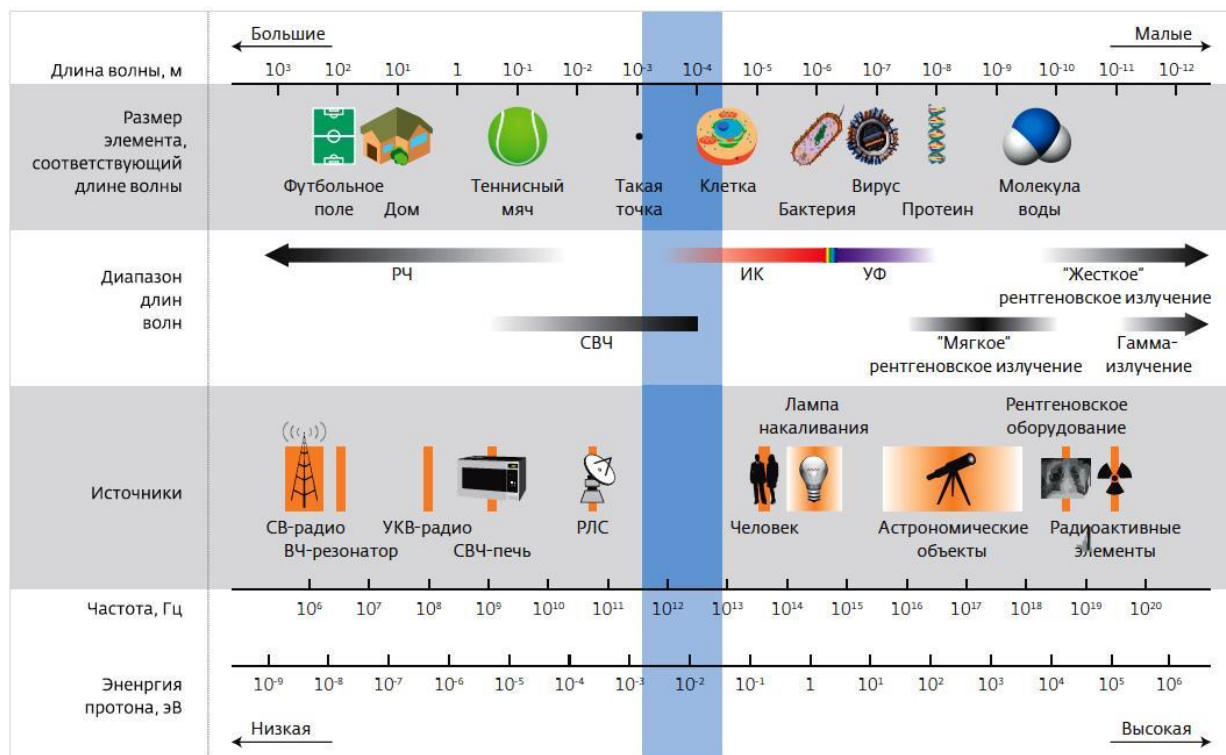 Большие
Малые
Длина волны, м
10³ 10² 10¹ 1 10⁻¹ 10⁻² 10⁻³ 10⁻⁴ 10⁻⁵ 10⁻⁶ 10⁻⁷ 10⁻⁸ 10⁻⁹ 10⁻¹⁰ 10⁻¹¹ 10⁻¹²
Размер
элемента,
соответствующий
длине волны
Футбольное
поле
Дом
Теннисный
мяч
Такая
точка
Клетка
Бактерия
Вирус
Протеин
Молекула
воды
Диапазон
длин
волн
РЧ
ИК
УФ
"Жесткое"
рентгеновское излучение
СВЧ
"Мягкое"
рентгеновское излучение
Гамма-
излучение
Источники
СВ-радио
ВЧ-резонатор
УКВ-радио
СВЧ-печь
РЛС
Человек
Лампа
накаливания
Астрономические
объекты
Рентгеновское
оборудование
Радиоактивные
элементы
Частота, Гц
10⁶ 10⁷ 10⁸ 10⁹ 10¹⁰ 10¹¹ 10¹² 10¹³ 10¹⁴ 10¹⁵ 10¹⁶ 10¹⁷ 10¹⁸ 10¹⁹ 10²⁰
Эненргия
протона, эВ
10⁻⁹ 10⁻⁸ 10⁻⁷ 10⁻⁶ 10⁻⁵ 10⁻⁴ 10⁻³ 10⁻² 10⁻¹ 1 10¹ 10² 10³ 10⁴ 10⁵ 10⁶
Низкая
Высокая